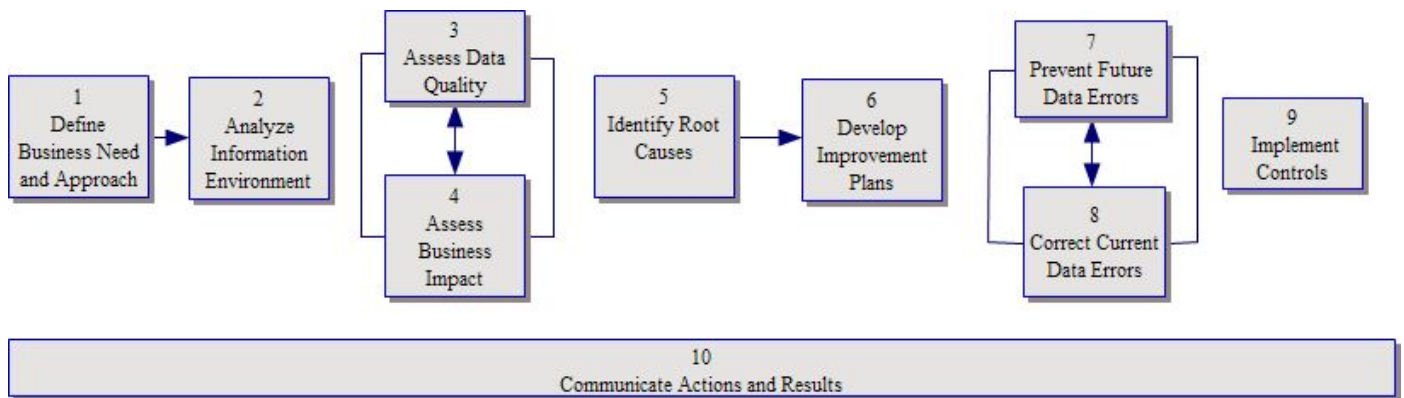 1
Define
Business Need
and Approach
2
Analyze
Information
Environment
3
Assess Data
Quality
4
Assess
Business
Impact
5
Identify Root
Causes
6
Develop
Improvement
Plans
7
Prevent Future
Data Errors
8
Correct Current
Data Errors
9
Implement
Controls
10
Communicate Actions and Results